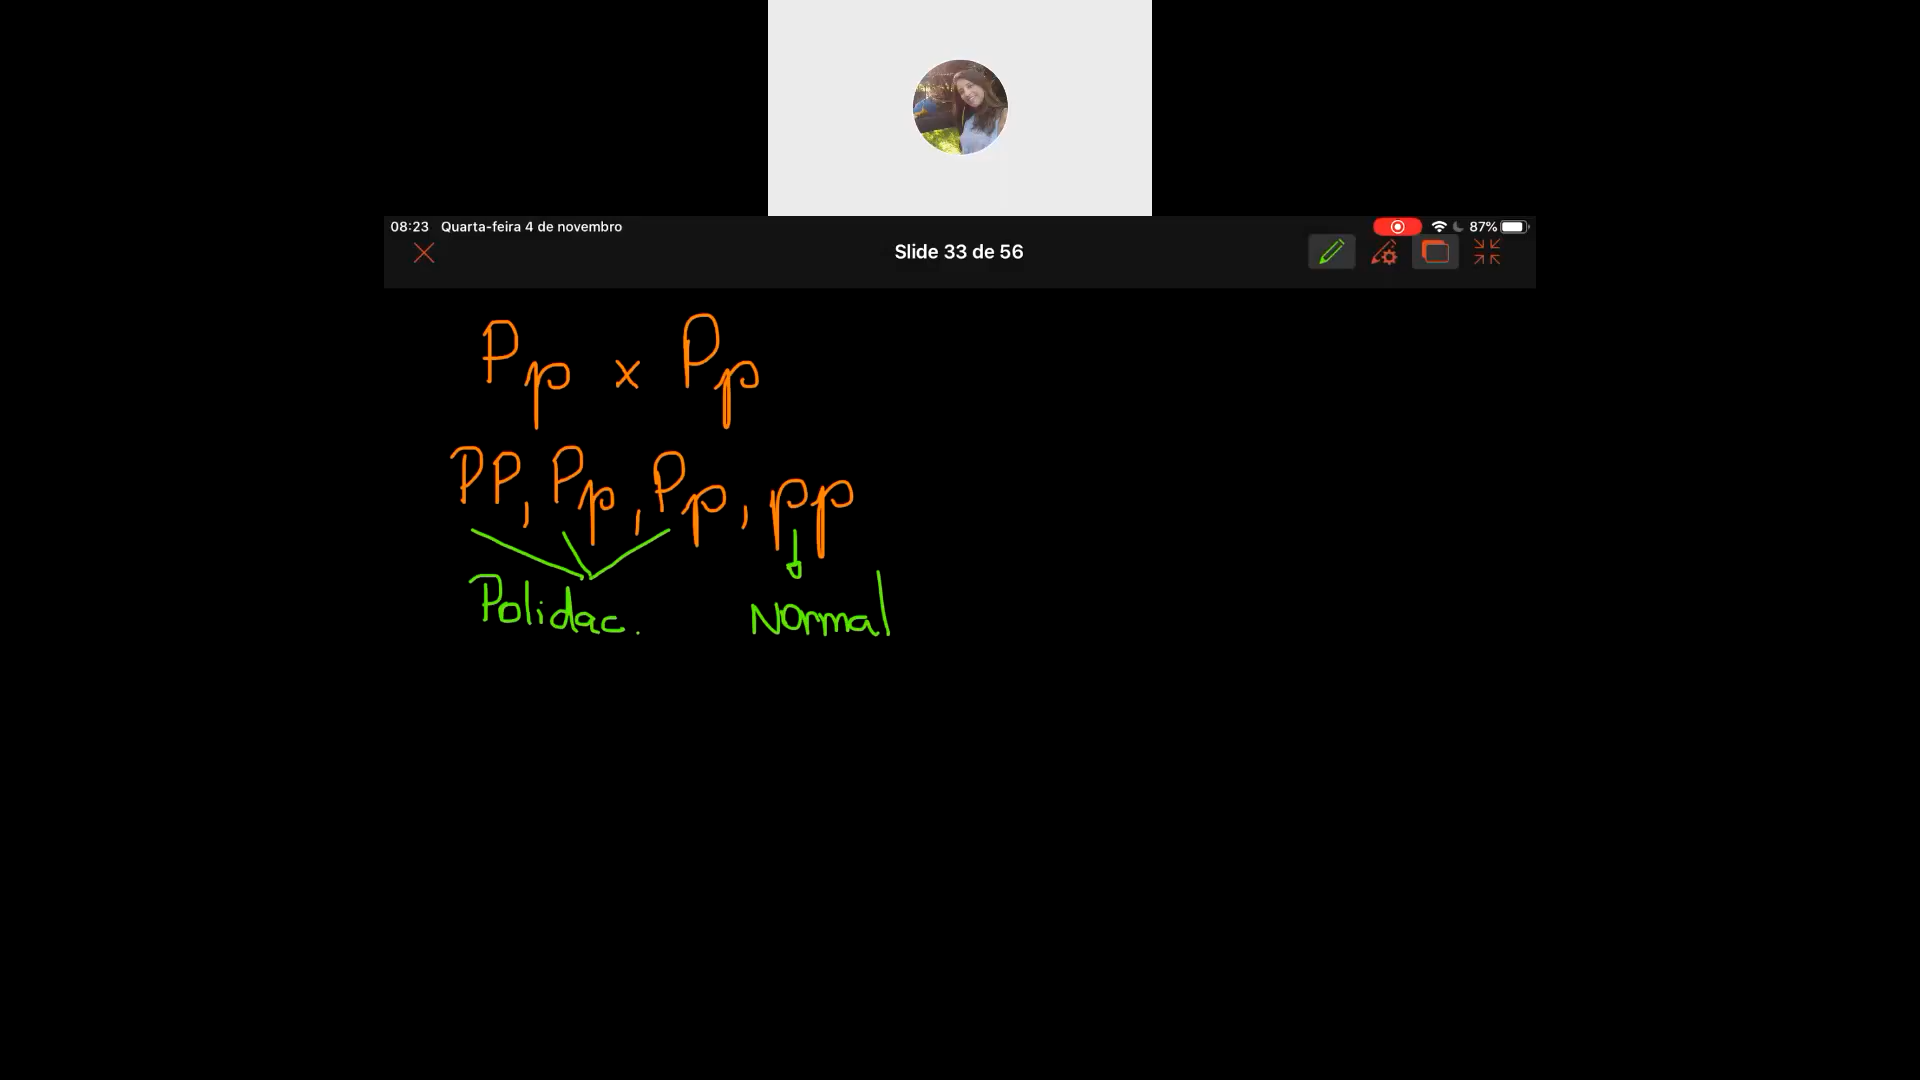 08:23 Quarta-feira 4 de novembro 87%
Slide 33 de 56
Pp x Pp
PP, Pp, Pp, pp
Polidac. Normal